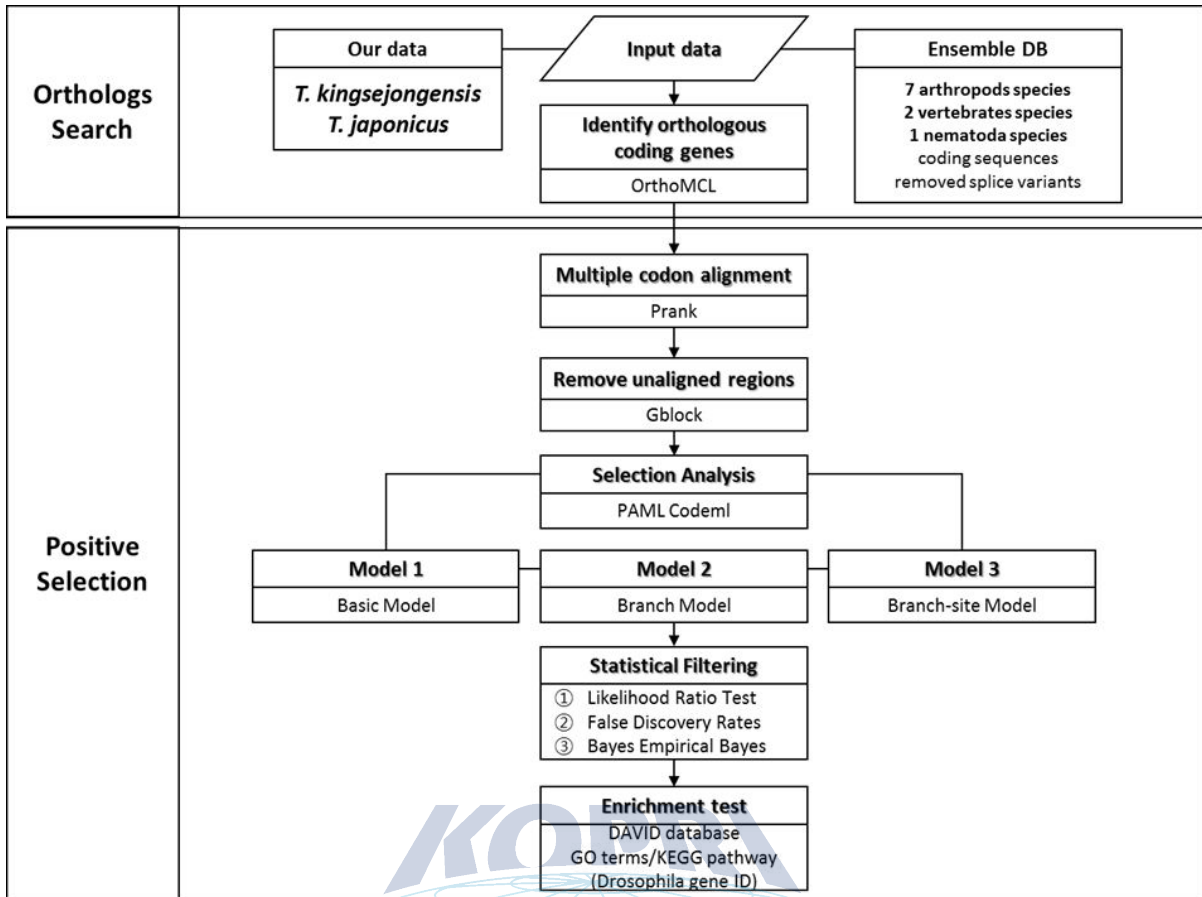 Orthologs
Search
Our data
T. kingsejongensis
T. japonicus
Input data
Identify orthologous
coding genes
OrthoMCL
Ensemble DB
7 arthropods species
2 vertebrates species
1 nematoda species
coding sequences
removed splice variants
Positive
Selection
Multiple codon alignment
Prank
Remove unaligned regions
Gblock
Selection Analysis
PAML Codeml
Model 1
Basic Model
Model 2
Branch Model
Model 3
Branch-site Model
Statistical Filtering
① Likelihood Ratio Test
② False Discovery Rates
③ Bayes Empirical Bayes
Enrichment test
DAVID database
GO terms/KEGG pathway
(Drosophila gene ID)
KOPRI